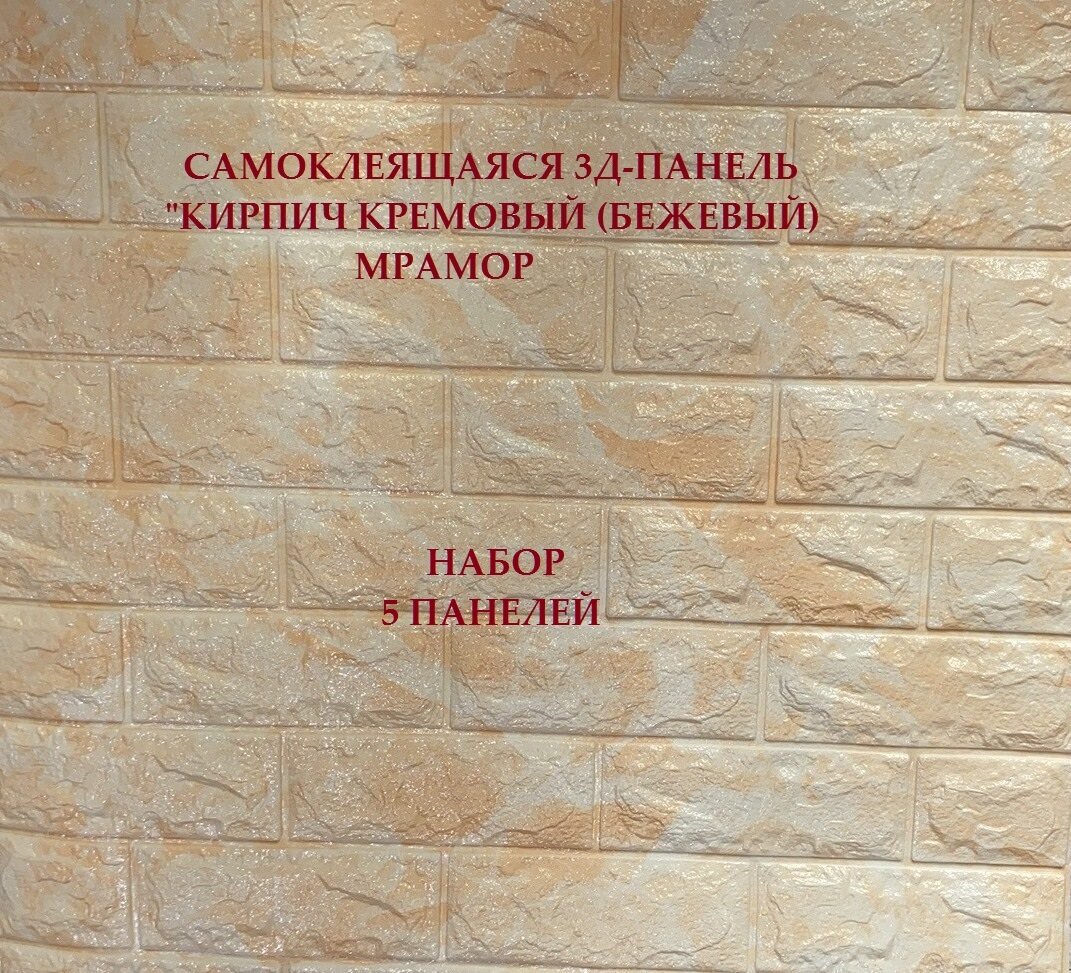 САМОКЛЕЯЩАЯСЯ 3Д-ПАНЕЛЬ
"КИРПИЧ КРЕМОВЫЙ (БЕЖЕВЫЙ)
МРАМОР
НАБОР
5 ПАНЕЛЕЙ